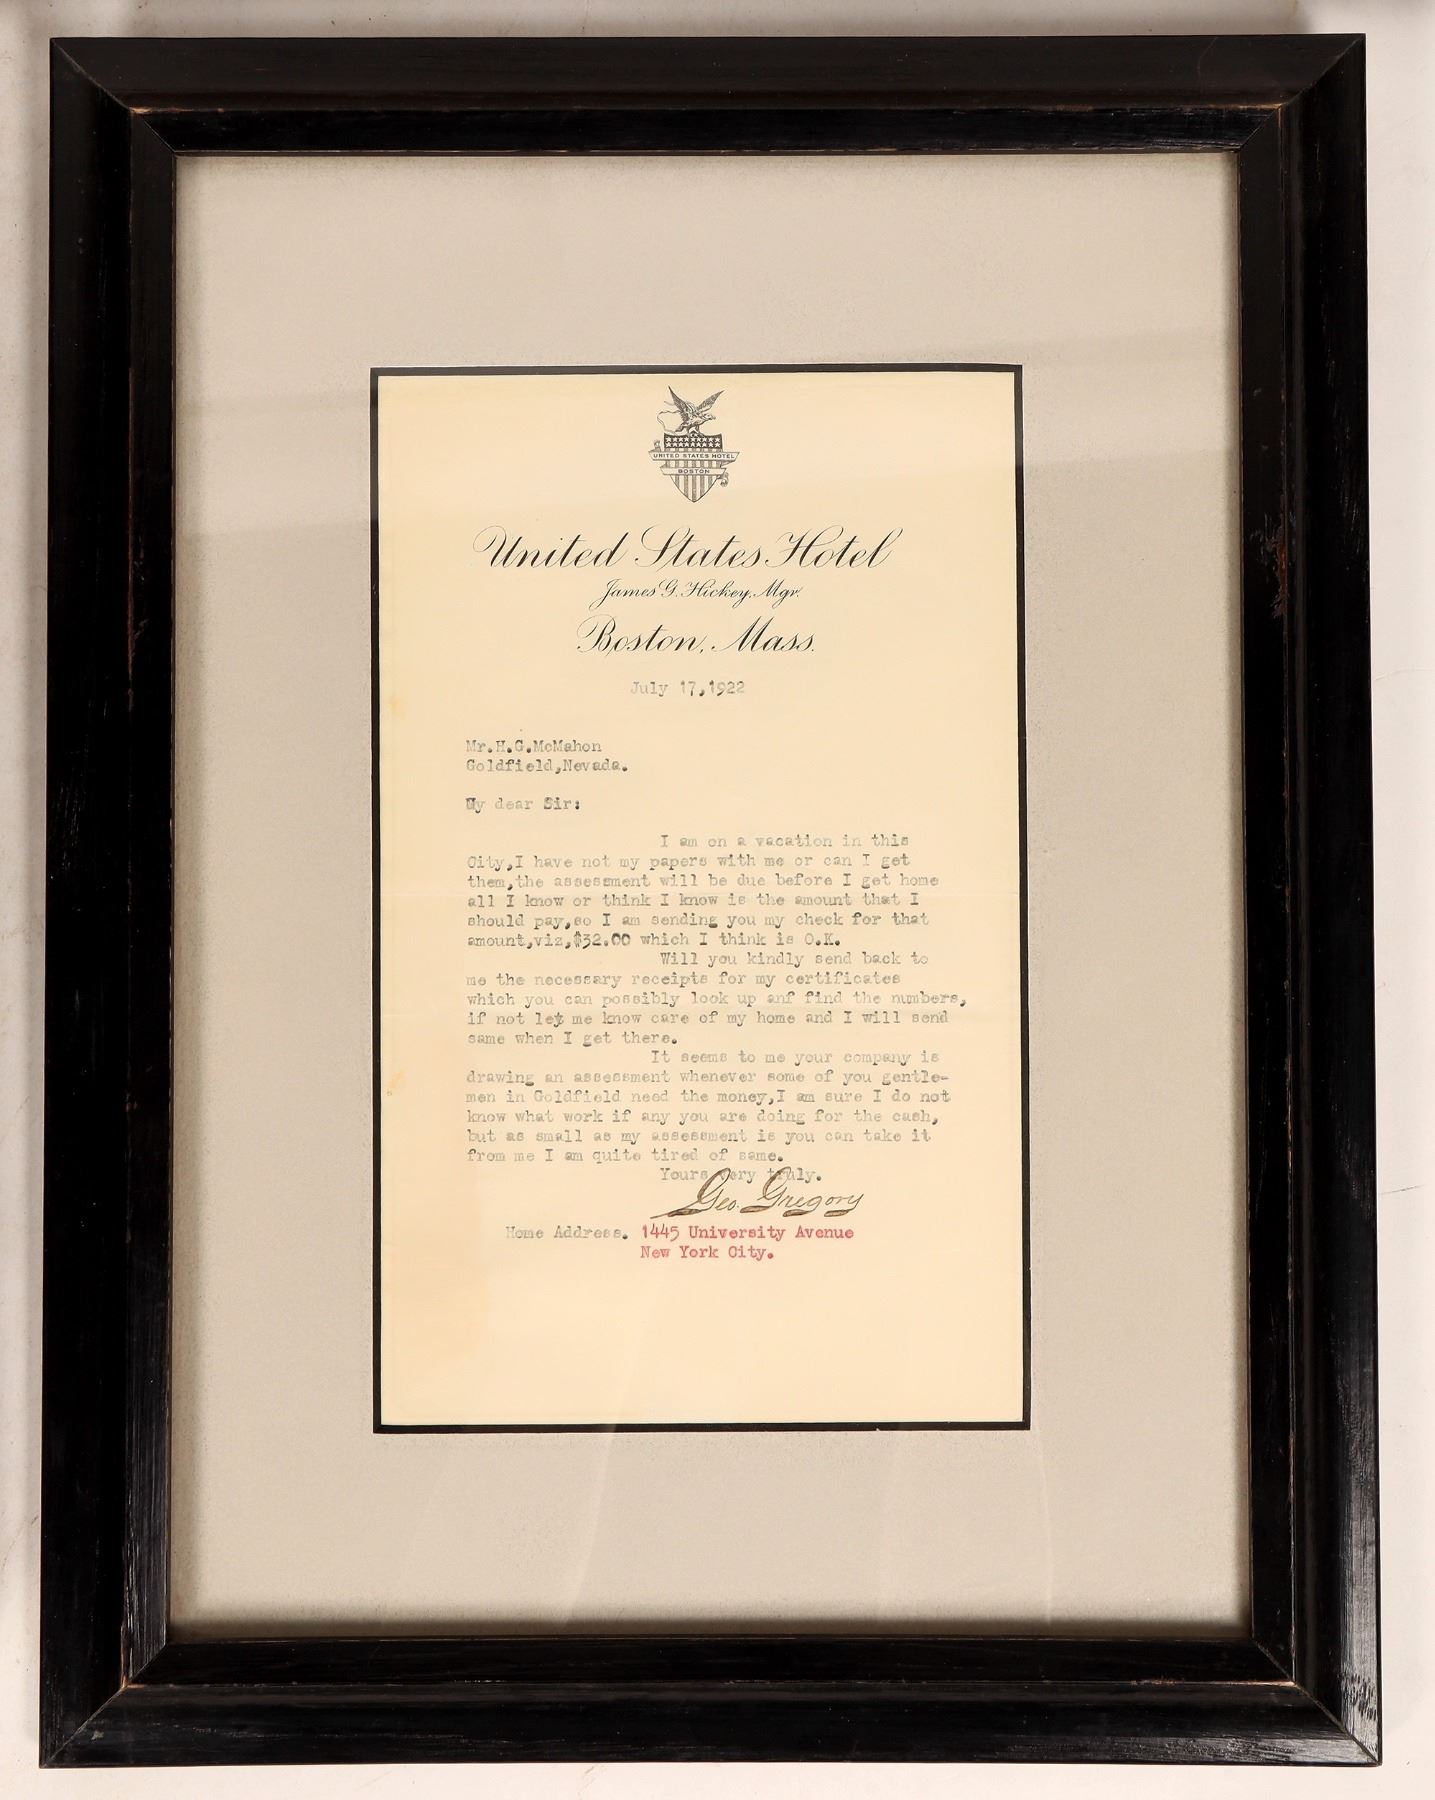 UNITED STATES HOTEL
BOSTON
United States Hotel
James G. Hickey, Mgr.
Boston, Mass.
July 17,1922
Mr.H.G.McMahon
Goldfield,Nevada.
My dear Sir:
I am on a vacation in this
City,I have not my papers with me or can I get
them,the assessment will be due before I get home
all I know or think I know is the amount that I
should pay,so I am sending you my check for that
amount,viz,$32.00 which I think is O.K.
Will you kindly send back to
me the necessary receipts for my certificates
which you can possibly look up anf find the numbers,
if not let me know care of my home and I will send
same when I get there.
It seems to me your company is
drawing an assessment whenever some of you gentle-
men in Goldfield need the money,I am sure I do not
know what work if any you are doing for the cash,
but as small as my assessment is you can take it
from me I am quite tired of same.
Yours very truly.
Geo. Gregory
Home Address. 1445 University Avenue
New York City.